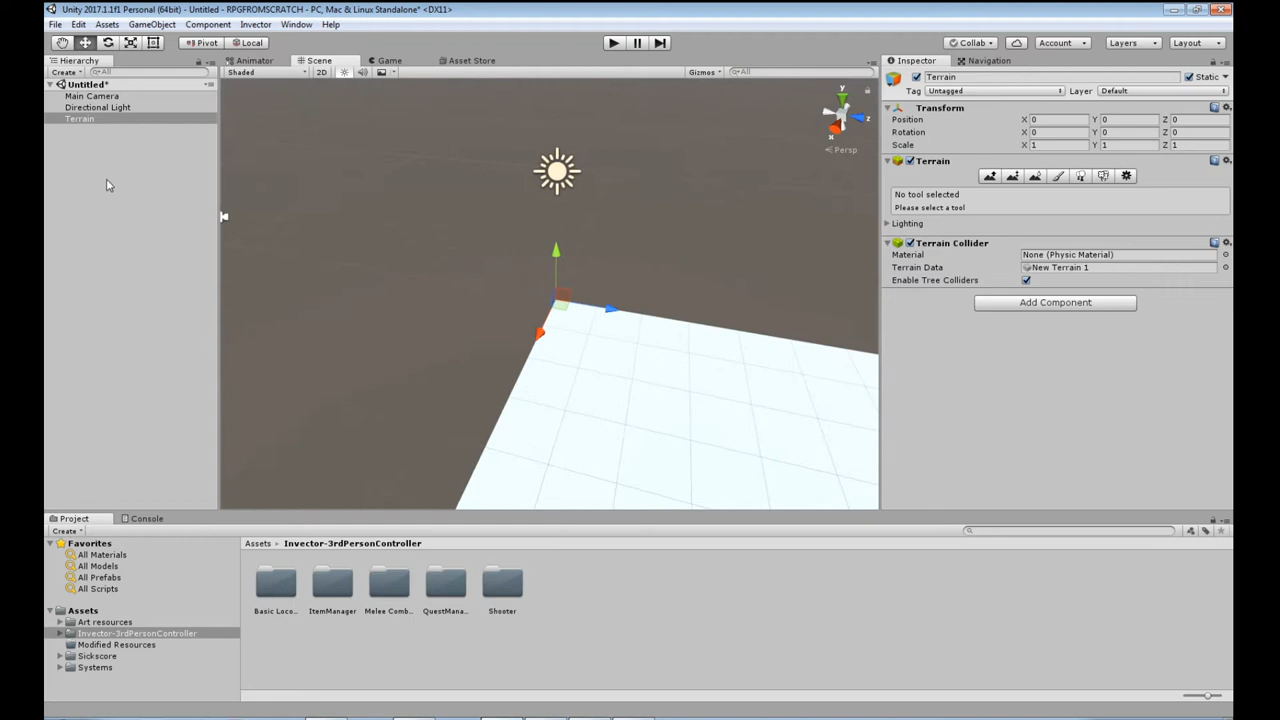 Unity 2017.1.1f1 Personal (64bit) - Untitled - RPGFROMSCRATCH - PC, Mac & Linux Standalone* <DX11>
File Edit Assets GameObject Component Invector Window Help
Pivot Local Collab Account Layers Layout
Hierarchy Animator Scene Game Asset Store Inspector Navigation
Create All Shaded 2D Gizmos All Terrain Static
Untitled* Tag Untagged Layer Default
Main Camera
Directional Light
Terrain
y
z
x
Persp
Transform
Position X 0 Y 0 Z 0
Rotation X 0 Y 0 Z 0
Scale X 1 Y 1 Z 1
Terrain
No tool selected
Please select a tool
Lighting
Terrain Collider
Material None (Physic Material)
Terrain Data New Terrain 1
Enable Tree Colliders
Add Component
Project Console
Create
Favorites
All Materials
All Models
All Prefabs
All Scripts
Assets
Art resources
Invector-3rdPersonController
Modified Resources
Sickscore
Systems
Assets Invector-3rdPersonController
Basic Loco... ItemManager Melee Comb... QuestMana... Shooter